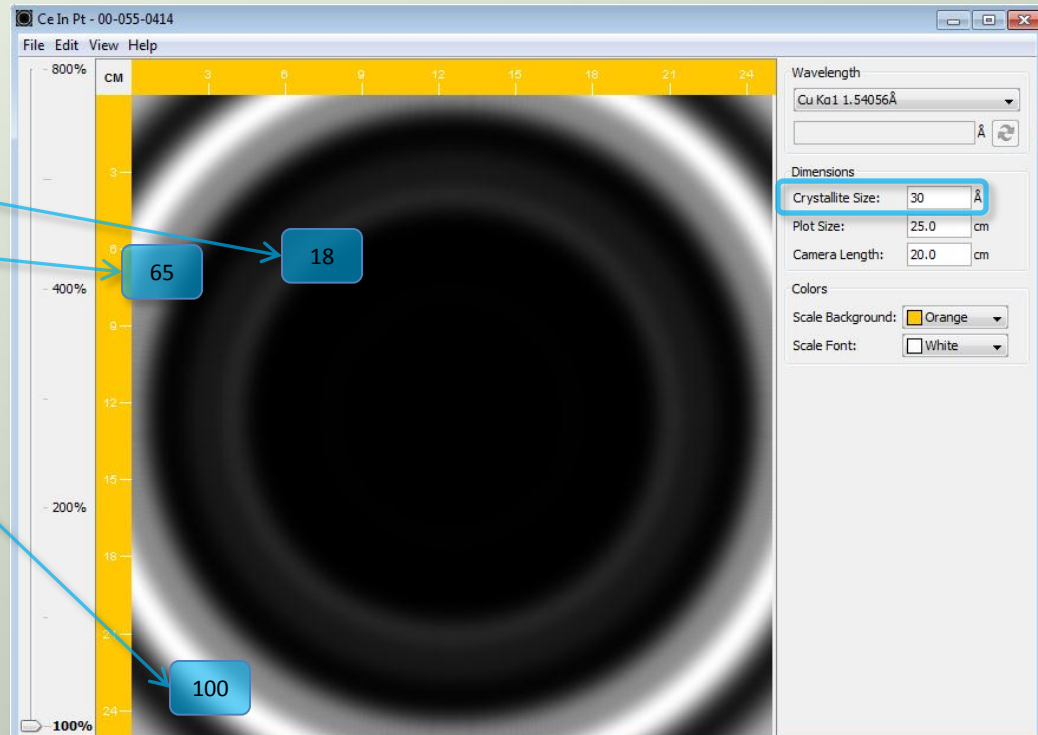 Ce In Pt - 00-055-0414
File Edit View Help
800%
400%
200%
100%
CM
3 6 9 12 15 18 21 24
3
6
9
12
15
18
21
24
18
65
100
Wavelength
Cu Kα1 1.54056Å
Å
Dimensions
Crystallite Size: 30 Å
Plot Size: 25.0 cm
Camera Length: 20.0 cm
Colors
Scale Background: Orange
Scale Font: White